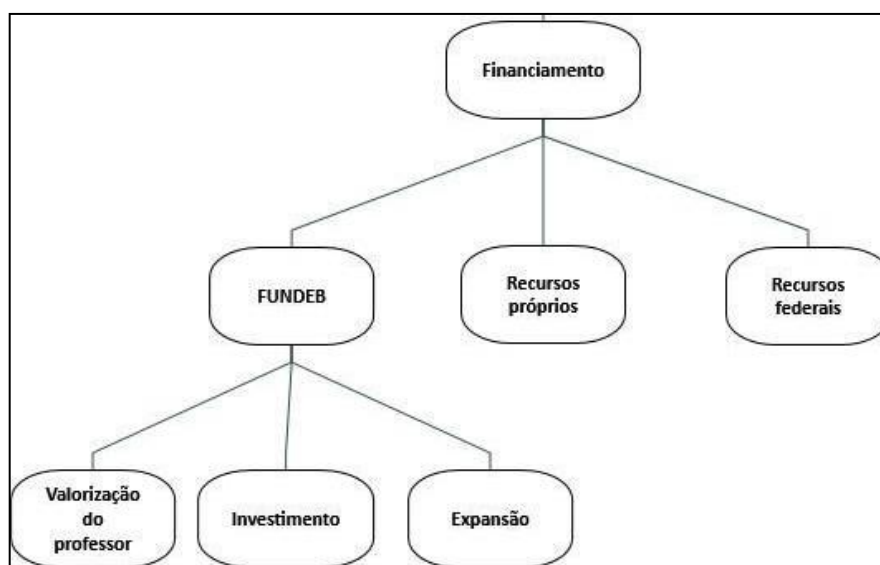 Financiamento
FUNDEB
Recursos
próprios
Recursos
federais
Valorização
do
professor
Investimento
Expansão